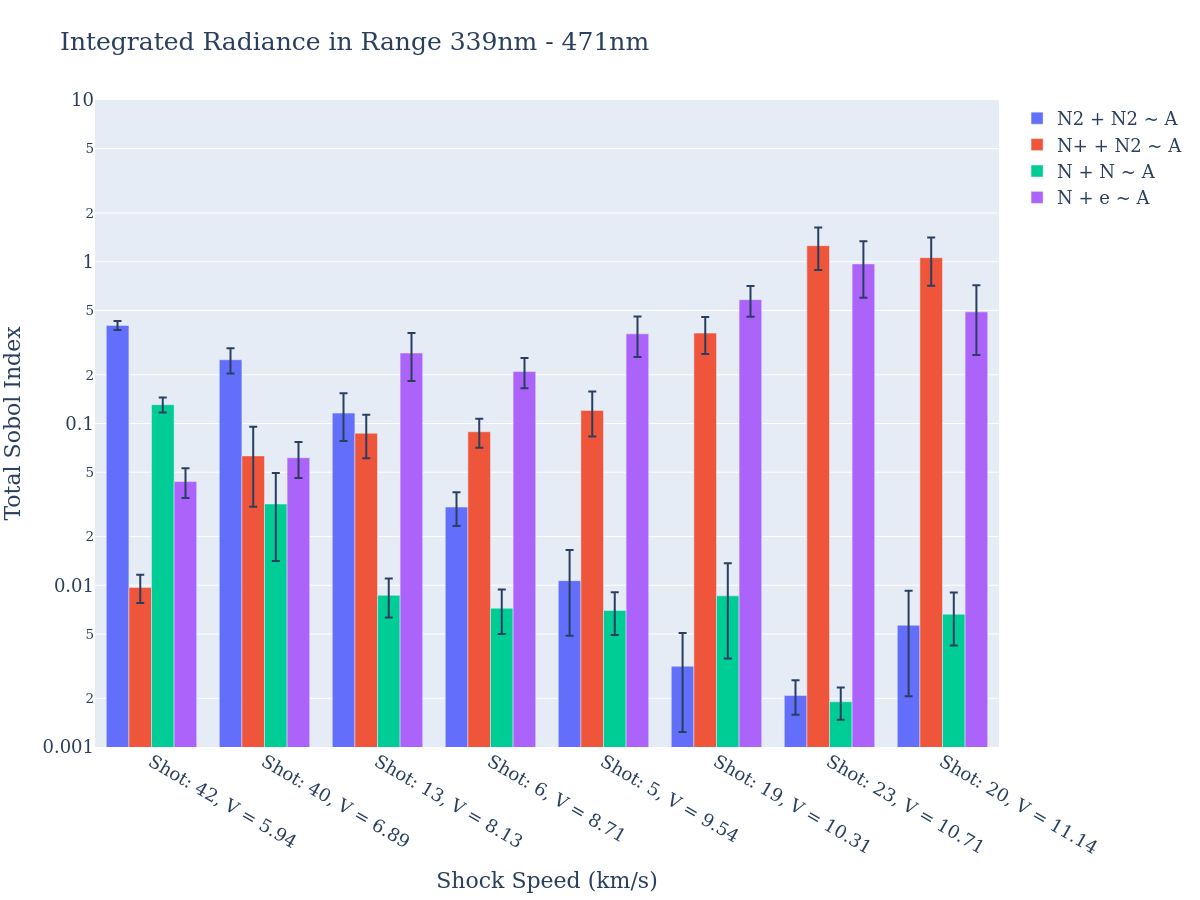 Integrated Radiance in Range 339nm - 471nm
10
5
2
1
5
2
0.1
5
2
0.01
5
2
0.001
Total Sobol Index
Shot: 42, V = 5.94
Shot: 40, V = 6.89
Shot: 13, V = 8.13
Shot: 6, V = 8.71
Shot: 5, V = 9.54
Shot: 19, V = 10.31
Shot: 23, V = 10.71
Shot: 20, V = 11.14
Shock Speed (km/s)
N2 + N2 ~ A
N+ + N2 ~ A
N + N ~ A
N + e ~ A